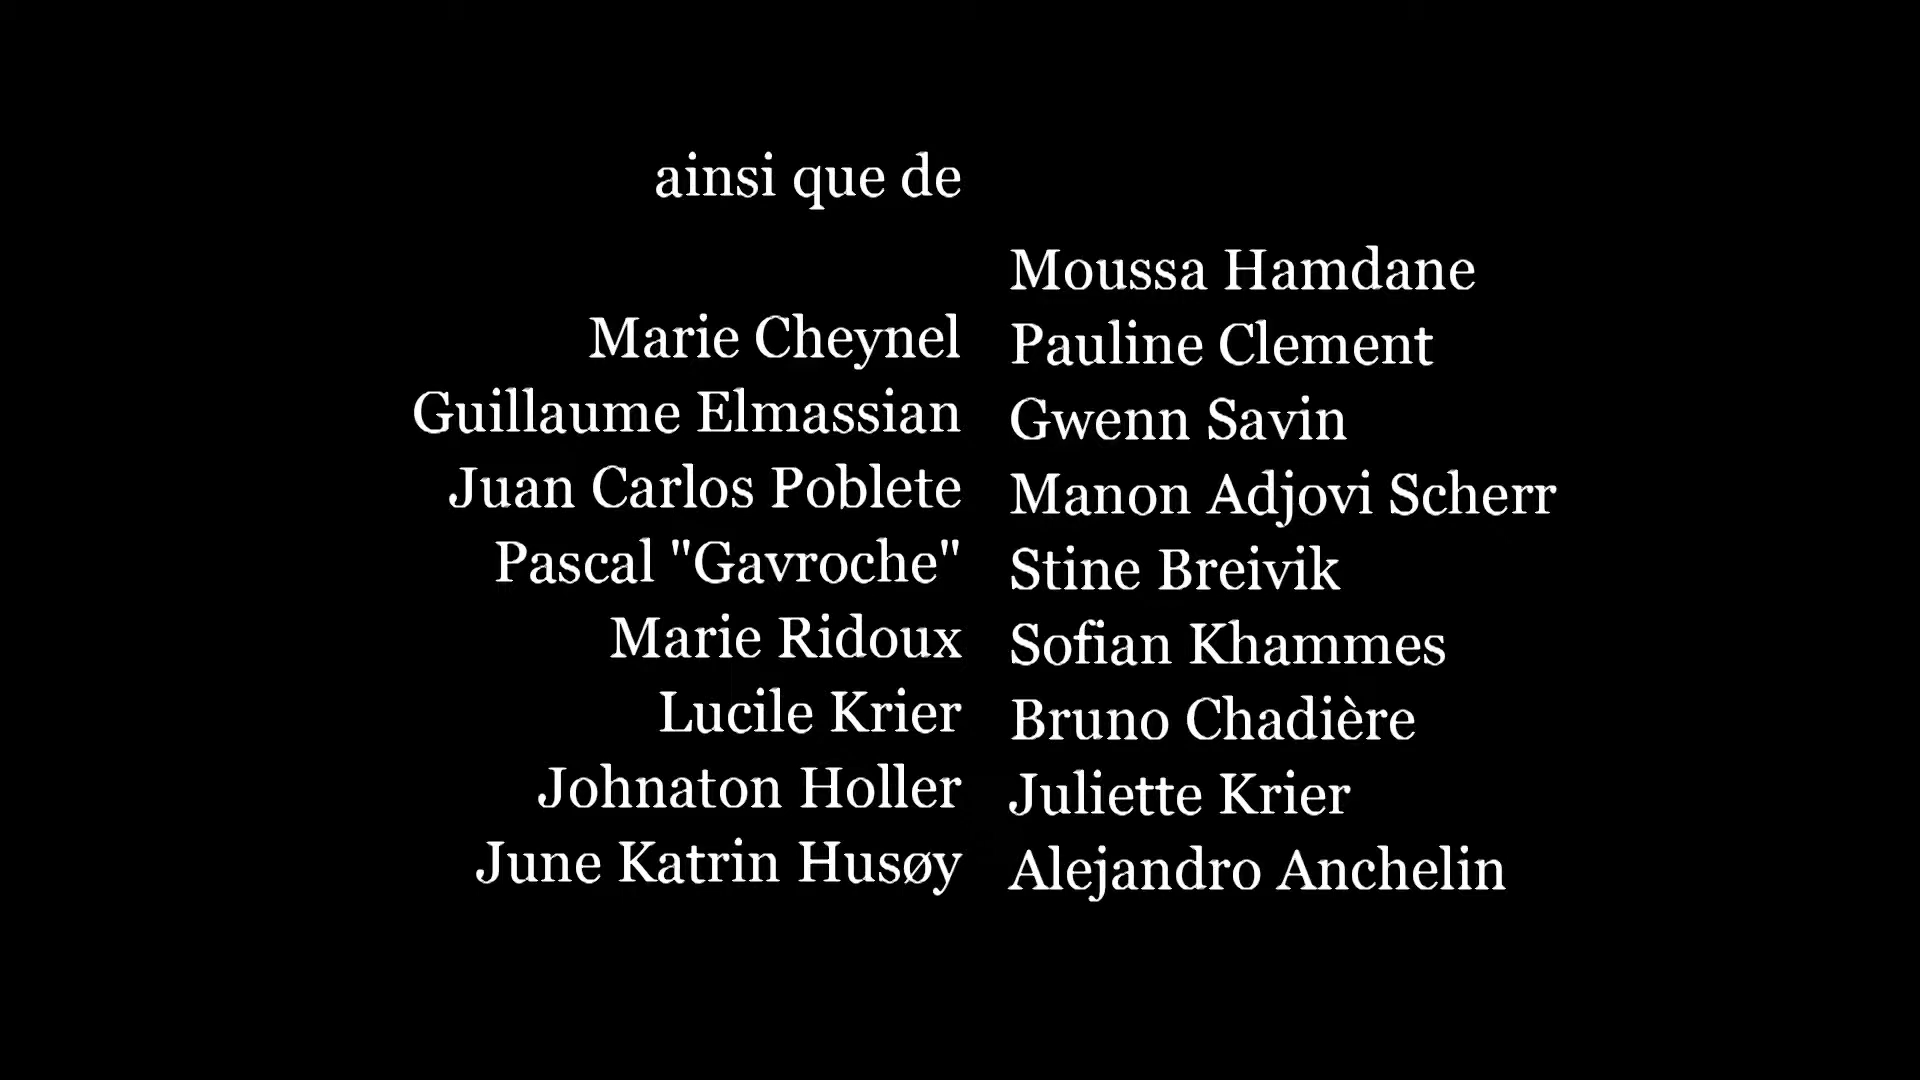 ainsi que de
Marie Cheynel
Guillaume Elmassian
Juan Carlos Poblete
Pascal "Gavroche"
Marie Ridoux
Lucile Krier
Johnaton Holler
June Katrin Husøy
Moussa Hamdane
Pauline Clement
Gwenn Savin
Manon Adjovi Scherr
Stine Breivik
Sofian Khammes
Bruno Chadière
Juliette Krier
Alejandro Anchelin